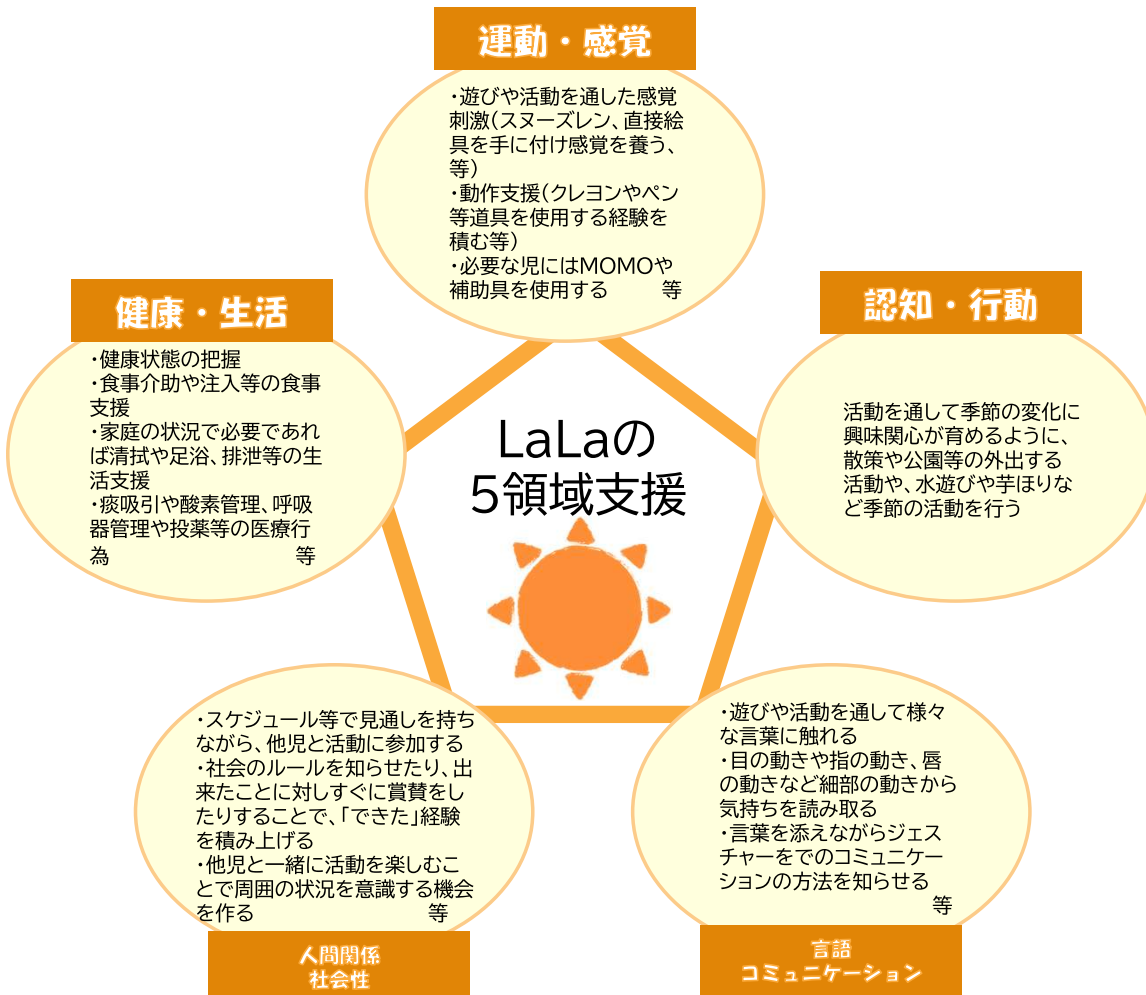 運動・感覚
・遊びや活動を通した感覚
刺激(スヌーズレン、直接絵
具を手に付け感覚を養う、
等)
・動作支援(クレヨンやペン
等道具を使用する経験を
積む等)
・必要な児にはMOMOや
補助具を使用する 等
健康・生活
・健康状態の把握
・食事介助や注入等の食事
支援
・家庭の状況で必要であれ
ば清拭や足浴、排泄等の生
活支援
・痰吸引や酸素管理、呼吸
器管理や投薬等の医療行
為 等
認知・行動
活動を通して季節の変化に
興味関心が育めるように、
散策や公園等の外出する
活動や、水遊びや芋ほりな
ど季節の活動を行う
LaLaの
5領域支援
・スケジュール等で見通しを持ち
ながら、他児と活動に参加する
・社会のルールを知らせたり、出
来たことに対しすぐに賞賛をし
たりすることで、「できた」経験
を積み上げる
・他児と一緒に活動を楽しむこ
とで周囲の状況を意識する機会
を作る 等
人間関係
社会性
・遊びや活動を通して様々
な言葉に触れる
・目の動きや指の動き、唇
の動きなど細部の動きから
気持ちを読み取る
・言葉を添えながらジェス
チャーをでのコミュニケー
ションの方法を知らせる
等
言語
コミュニケーション